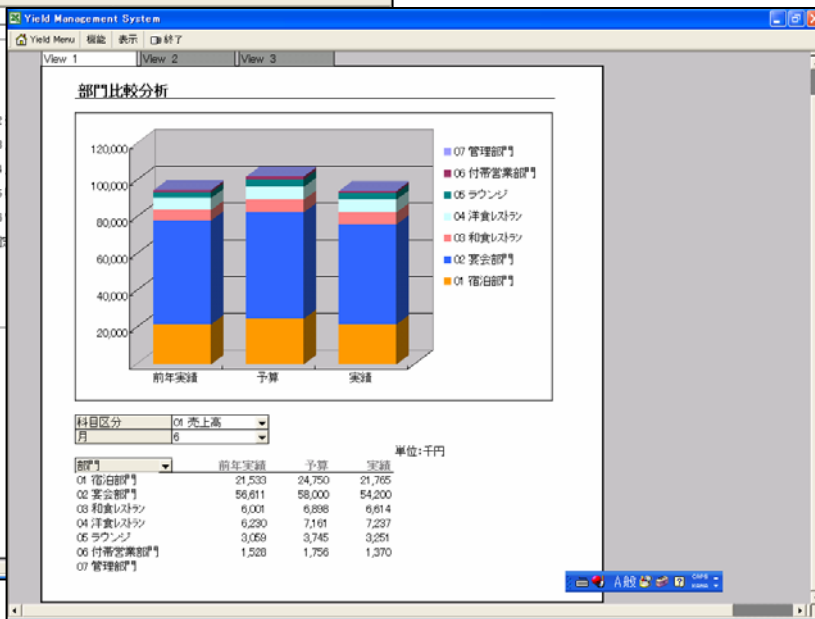 Yield Management System
Yield Menu 機能 表示 終了
View 1 View 2 View 3
部門比較分析
120,000
100,000
80,000
60,000
40,000
20,000
前年実績 予算 実績
07 管理部門
06 付帯営業部門
05 ラウンジ
04 洋食レストラン
03 和食レストラン
02 宴会部門
01 宿泊部門
科目区分 01 売上高
月 6
単位:千円
部門 前年実績 予算 実績
01 宿泊部門 21,533 24,750 21,765
02 宴会部門 56,611 58,000 54,200
03 和食レストラン 6,001 6,898 6,614
04 洋食レストラン 6,230 7,161 7,237
05 ラウンジ 3,059 3,745 3,251
06 付帯営業部門 1,528 1,756 1,370
07 管理部門
A 般 CAPS
KANA